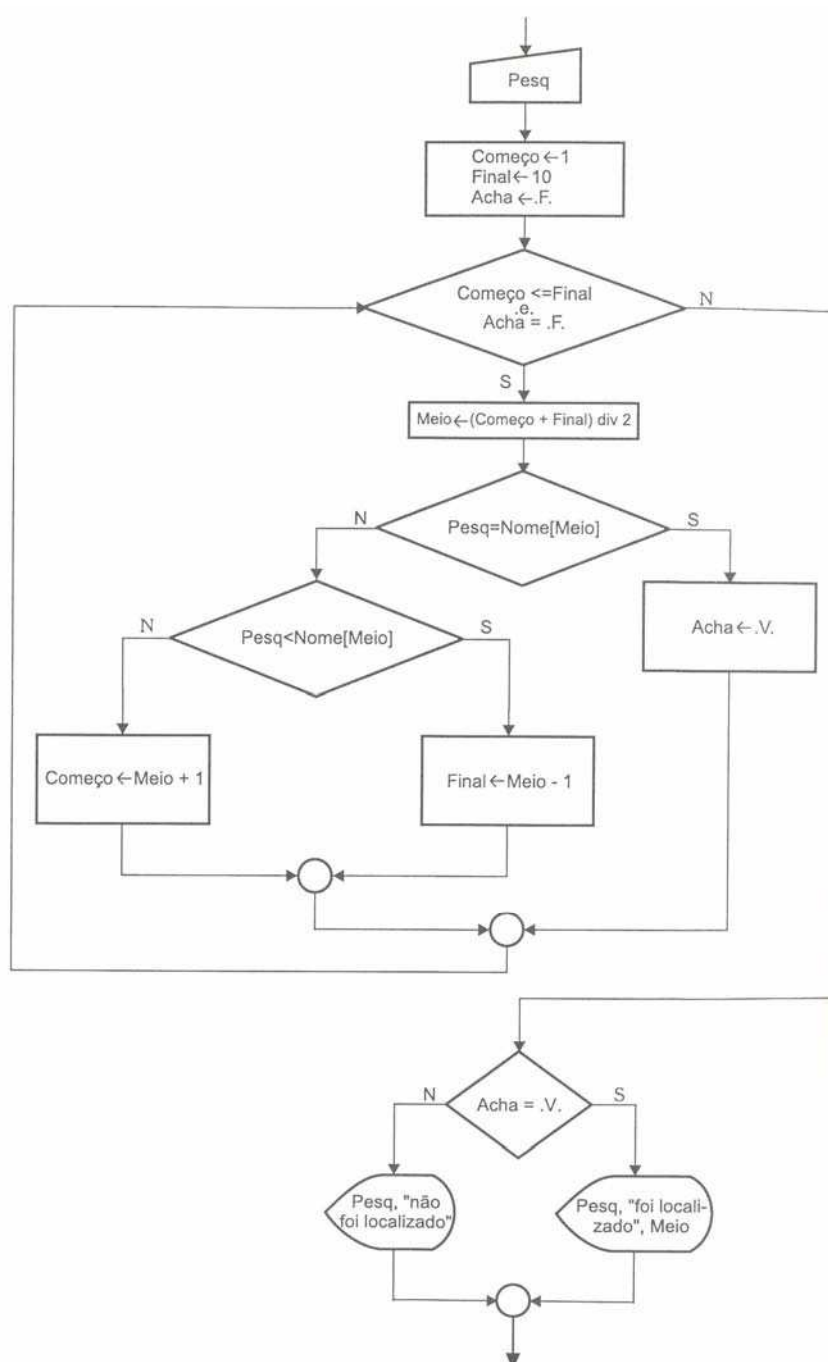 Pesq
Começo ←1
Final← 10
Acha ←.F.
Começo <=Final
.e.
Acha = .F.
N
S
Meio←(Começo + Final) div 2
N
Pesq=Nome[Meio]
S
N
Pesq<Nome[Meio]
S
Acha←.V.
Começo ←Meio + 1
Final←Meio - 1
N
Acha = .V.
S
Pesq, "não
foi localizado"
Pesq, "foi locali-
zado", Meio